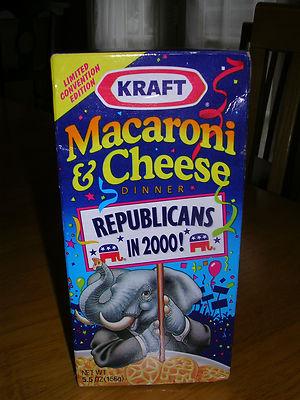 LIMITED
CONVENTION
EDITION
KRAFT
Macaroni
& Cheese
DINNER
REPUBLICANS
IN 2000!
NET WT
5.5 OZ (156g)